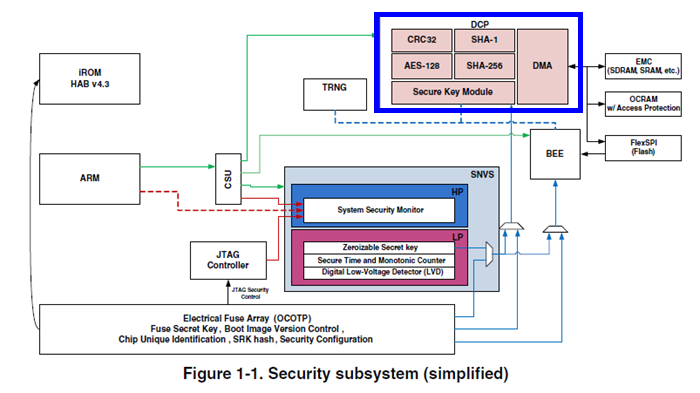 DCP
CRC32
SHA-1
AES-128
SHA-256
DMA
Secure Key Module
iROM
HAB v4.3
TRNG
EMC
(SDRAM, SRAM, etc.)
OCRAM
w/ Access Protection
FlexSPI
(Flash)
BEE
ARM
CSU
SNVS
HP
System Security Monitor
LP
Zeroizable Secret key
Secure Time and Monotonic Counter
Digital Low-Voltage Detector (LVD)
JTAG
Controller
JTAG Security
Control
Electrical Fuse Array (OCOTP)
Fuse Secret Key, Boot Image Version Control,
Chip Unique Identification, SRK hash, Security Configuration
Figure 1-1. Security subsystem (simplified)